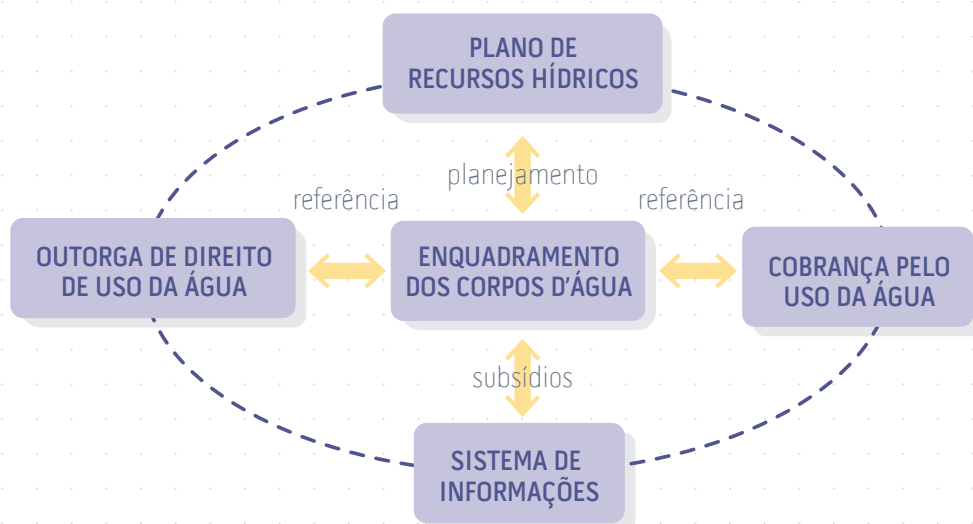 PLANO DE
RECURSOS HÍDRICOS
planejamento
referência
referência
OUTORGA DE DIREITO
DE USO DA ÁGUA
ENQUADRAMENTO
DOS CORPOS D'ÁGUA
COBRANÇA PELO
USO DA ÁGUA
subsídios
SISTEMA DE
INFORMAÇÕES